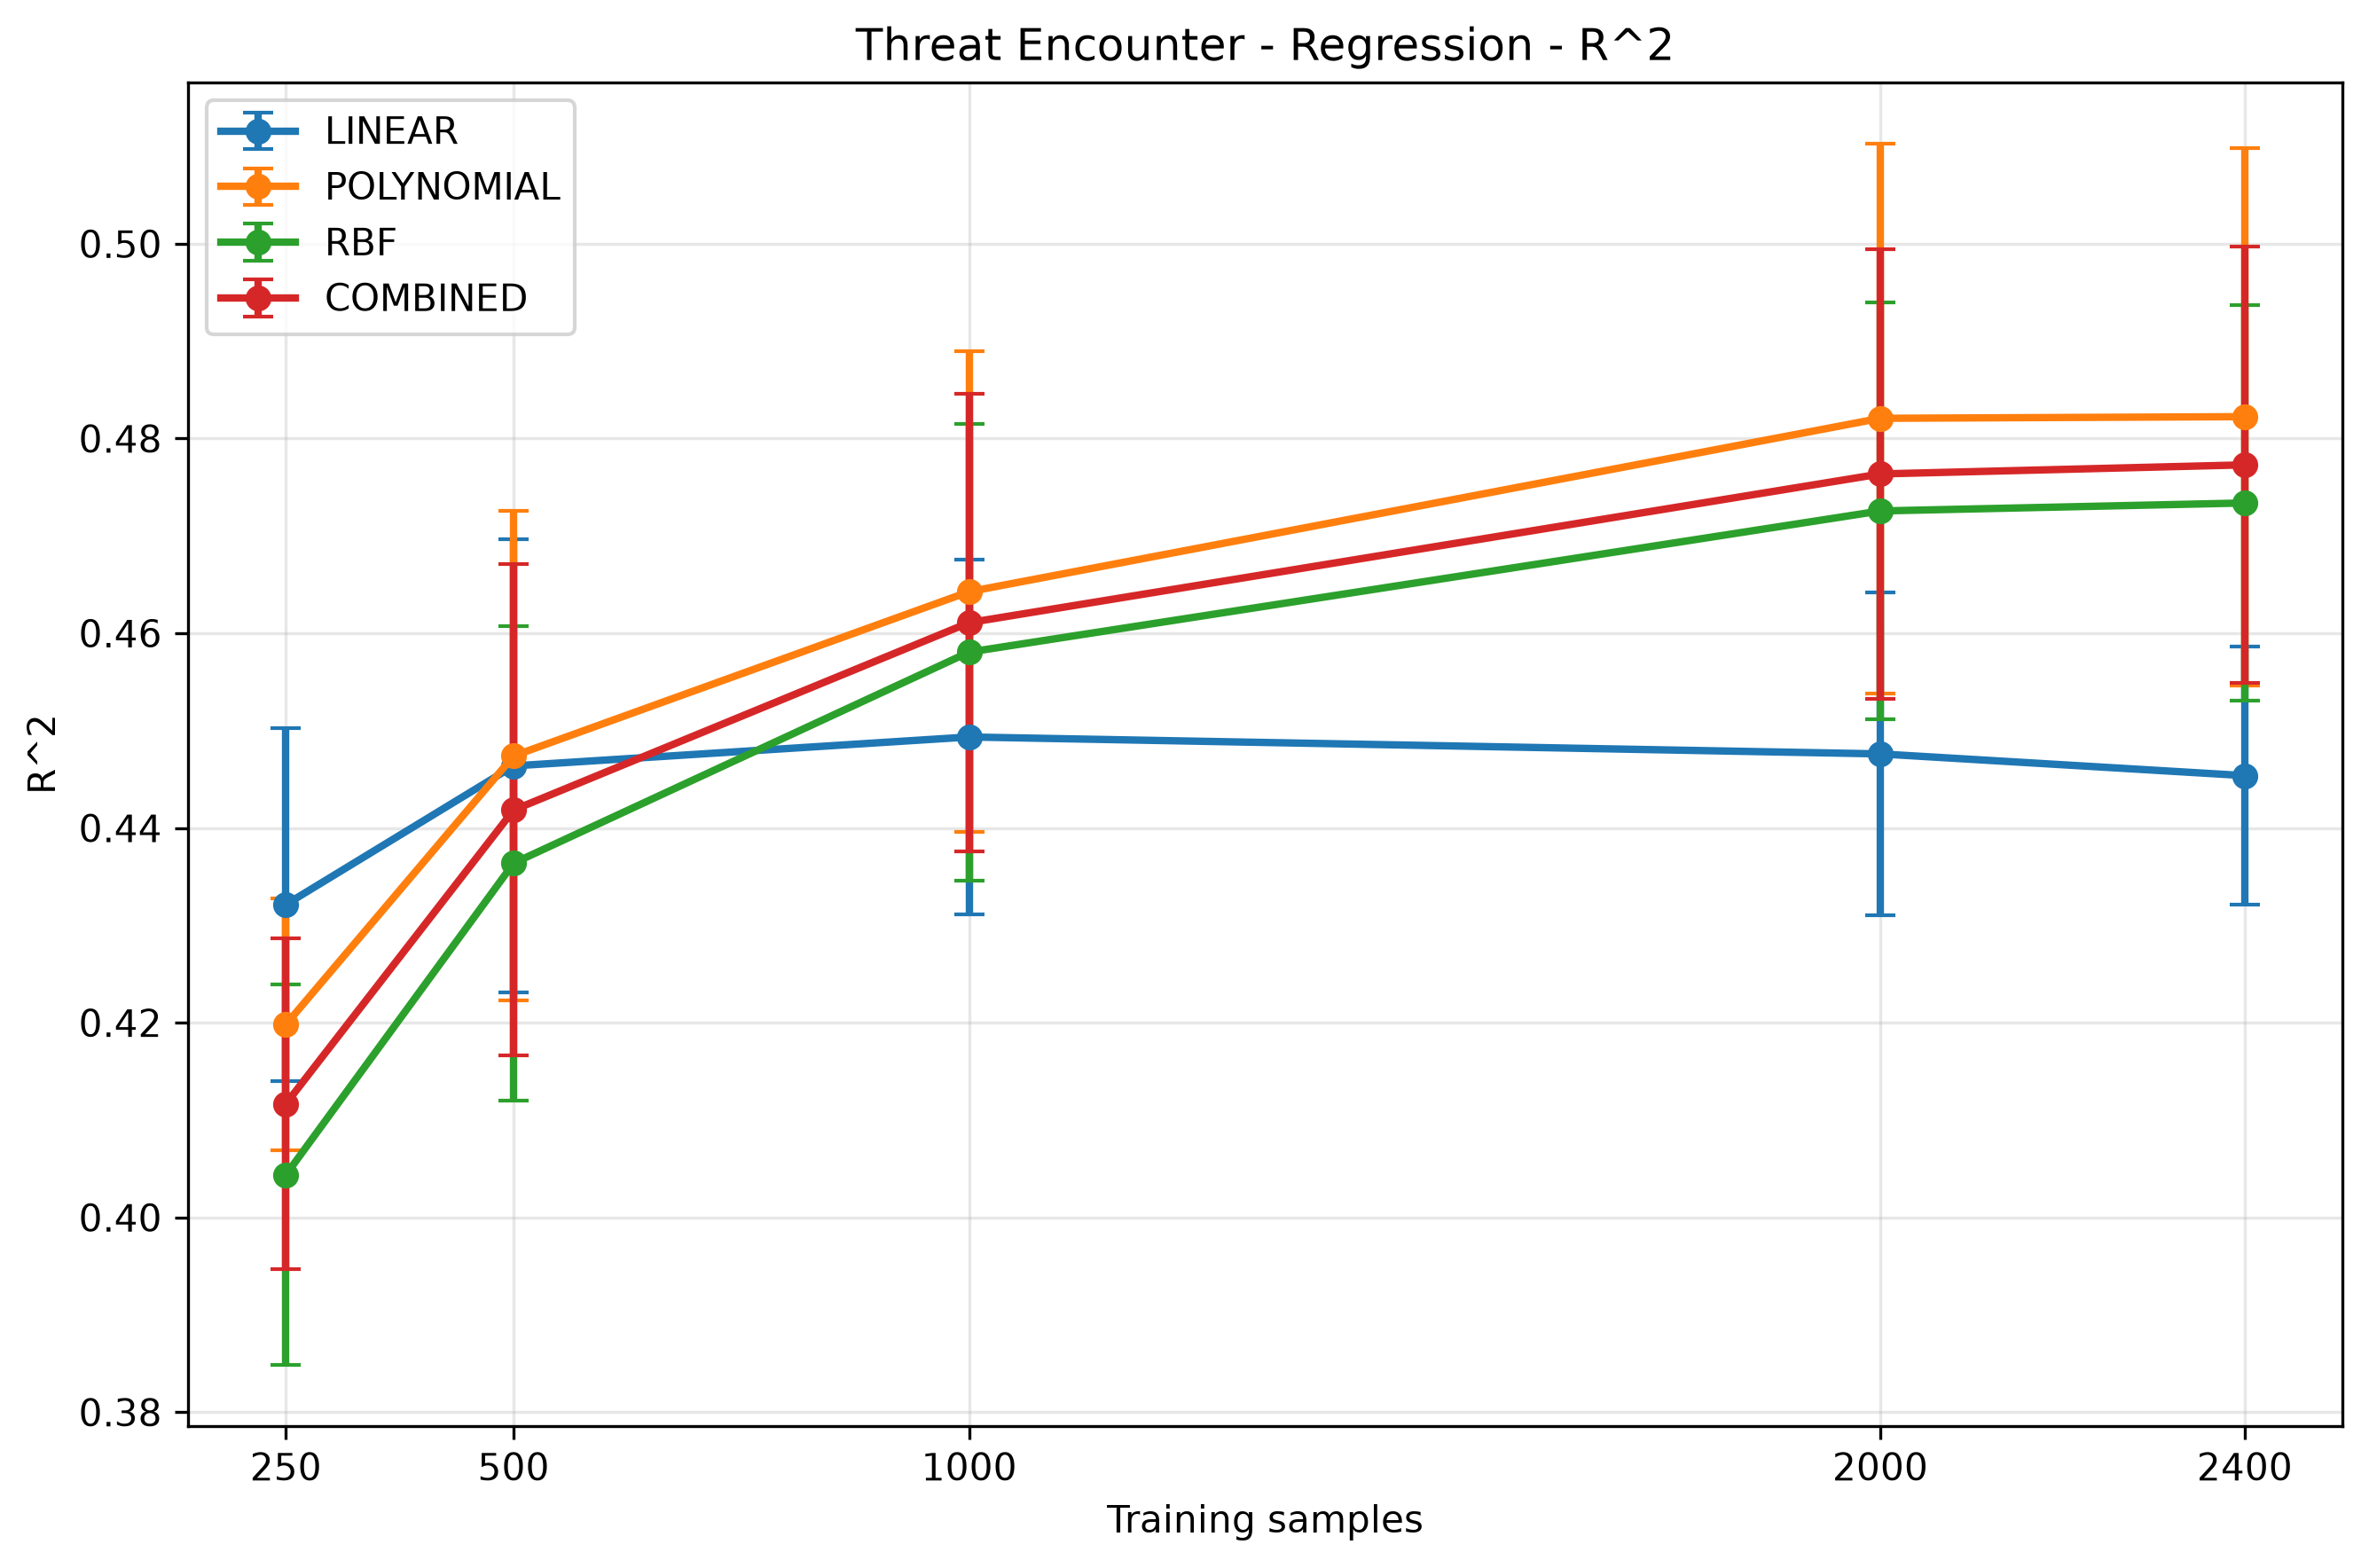 Threat Encounter - Regression - R^2
LINEAR
POLYNOMIAL
RBF
COMBINED
0.50
0.48
0.46
0.44
0.42
0.40
0.38
R^2
250 500 1000 2000 2400
Training samples